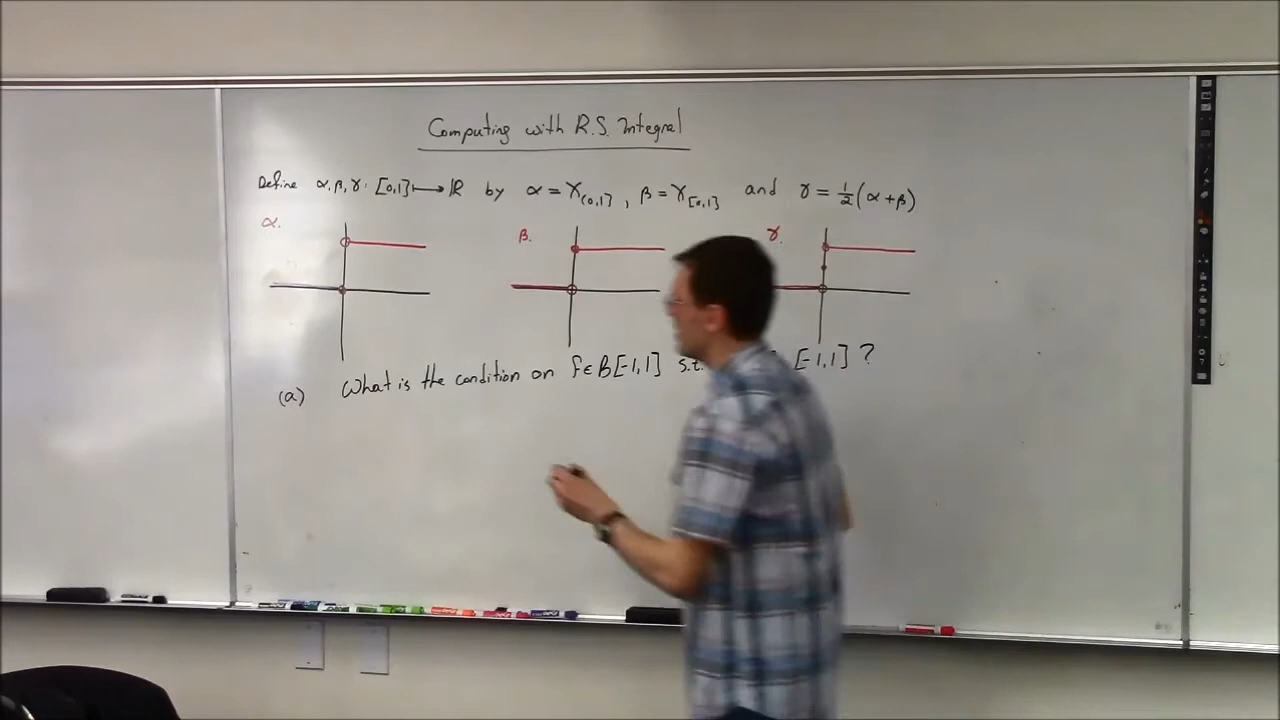 Computing with R.S. Integral
Define α, β, γ: [0,1] ⟼ ℝ by α = χ(0,1] , β = χ[0,1] and γ = ½(α+β)
α. β. γ.
(a) What is the condition on f ∈ B[-1,1] s.t. [-1,1] ?